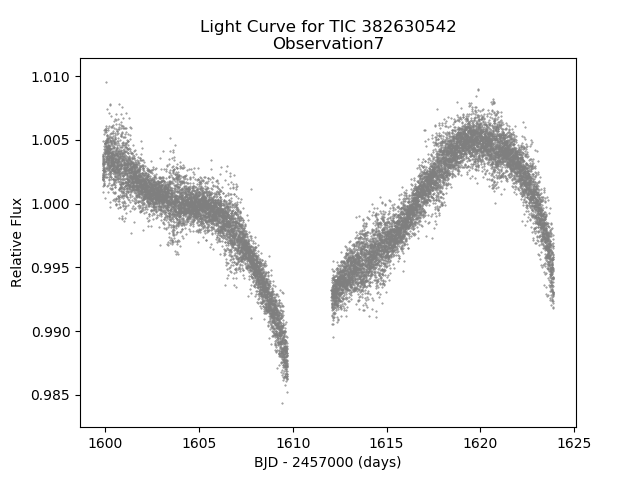 Light Curve for TIC 382630542
Observation7
1.010
1.005
1.000
0.995
0.990
0.985
Relative Flux
1600 1605 1610 1615 1620 1625
BJD - 2457000 (days)